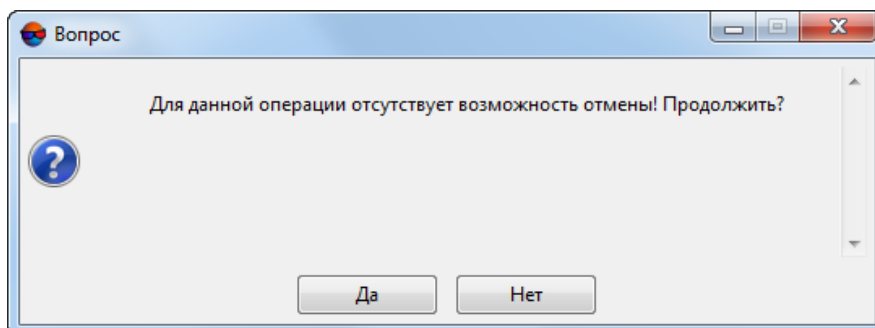 Вопрос
Для данной операции отсутствует возможность отмены! Продолжить?
Да
Нет